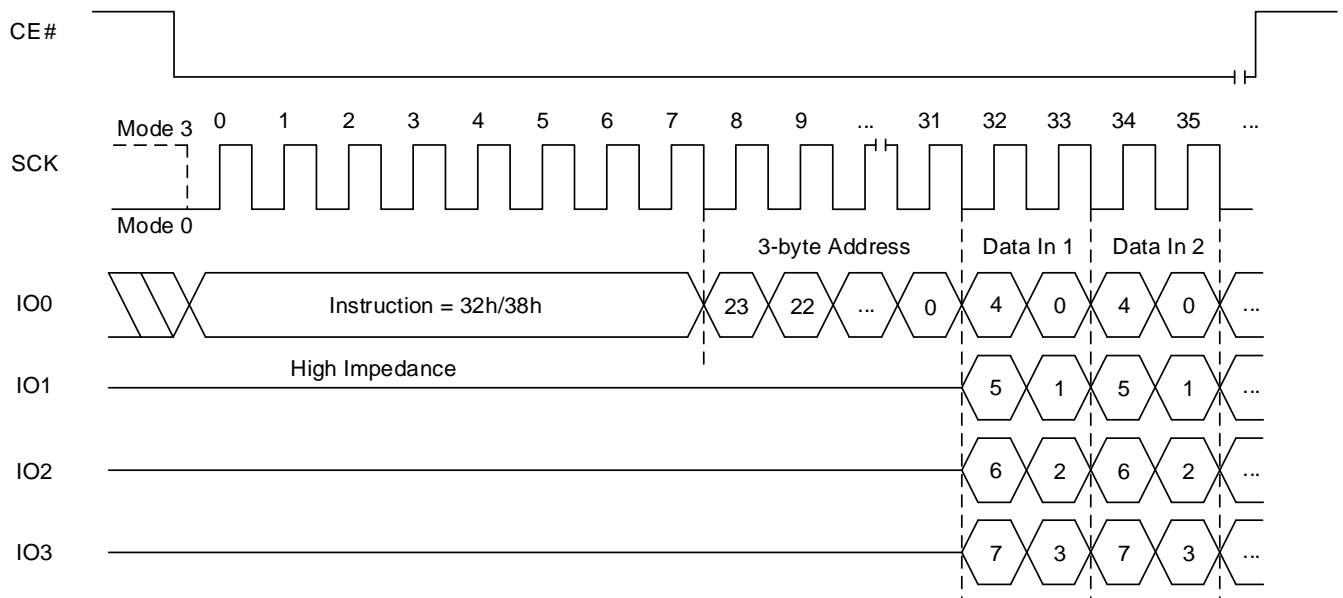 CE#
Mode 3 0 1 2 3 4 5 6 7 8 9 ... 31 32 33 34 35 ...
SCK
Mode 0
3-byte Address Data In 1 Data In 2
IO0 Instruction = 32h/38h 23 22 ... 0 4 0 4 0 ...
High Impedance
IO1 5 1 5 1 ...
IO2 6 2 6 2 ...
IO3 7 3 7 3 ...